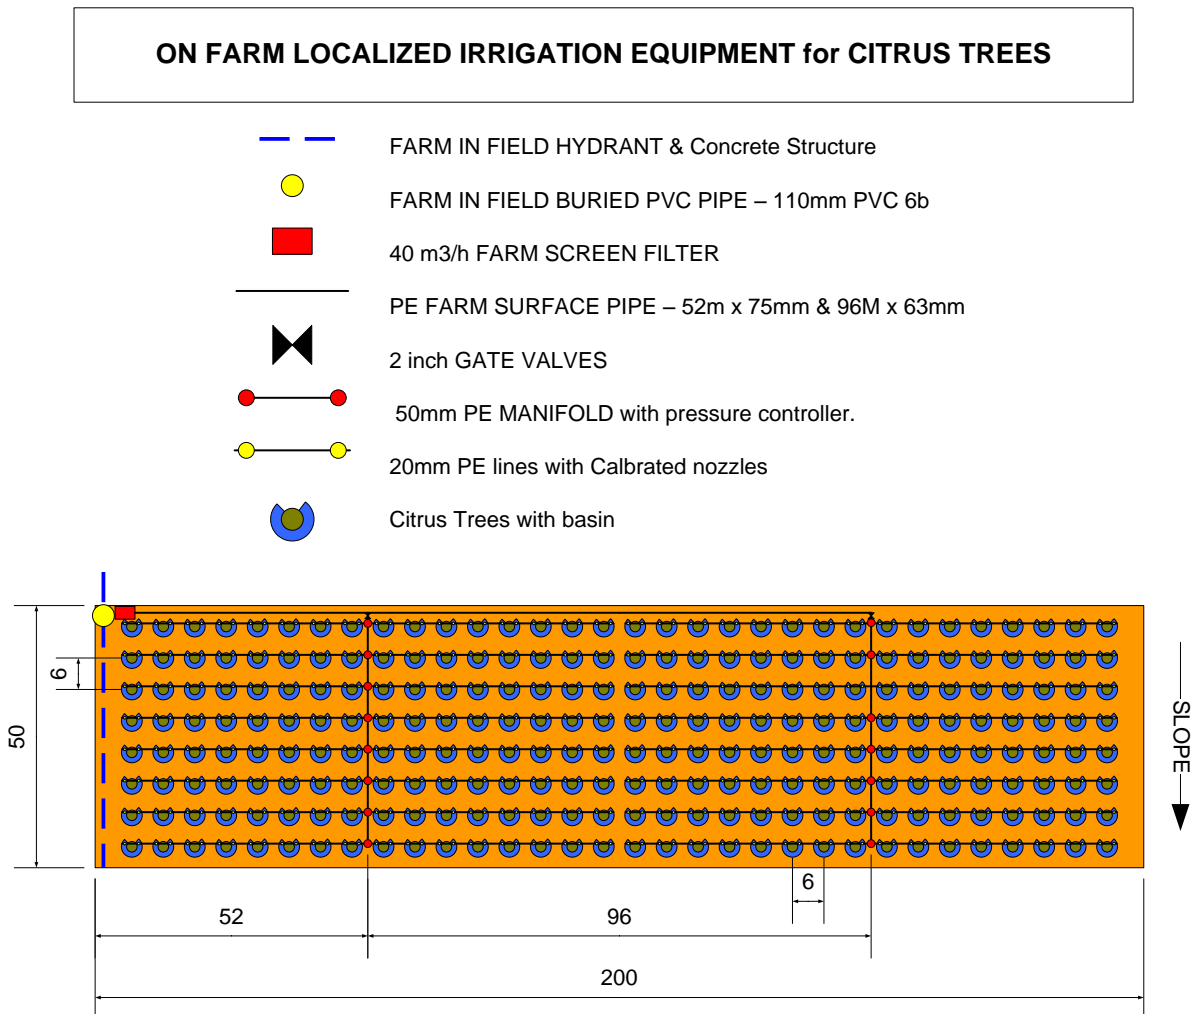 ON FARM LOCALIZED IRRIGATION EQUIPMENT for CITRUS TREES
FARM IN FIELD HYDRANT & Concrete Structure
FARM IN FIELD BURIED PVC PIPE – 110mm PVC 6b
40 m3/h FARM SCREEN FILTER
PE FARM SURFACE PIPE – 52m x 75mm & 96M x 63mm
2 inch GATE VALVES
50mm PE MANIFOLD with pressure controller.
20mm PE lines with Calbrated nozzles
Citrus Trees with basin
6
50
SLOPE
6
52
96
200